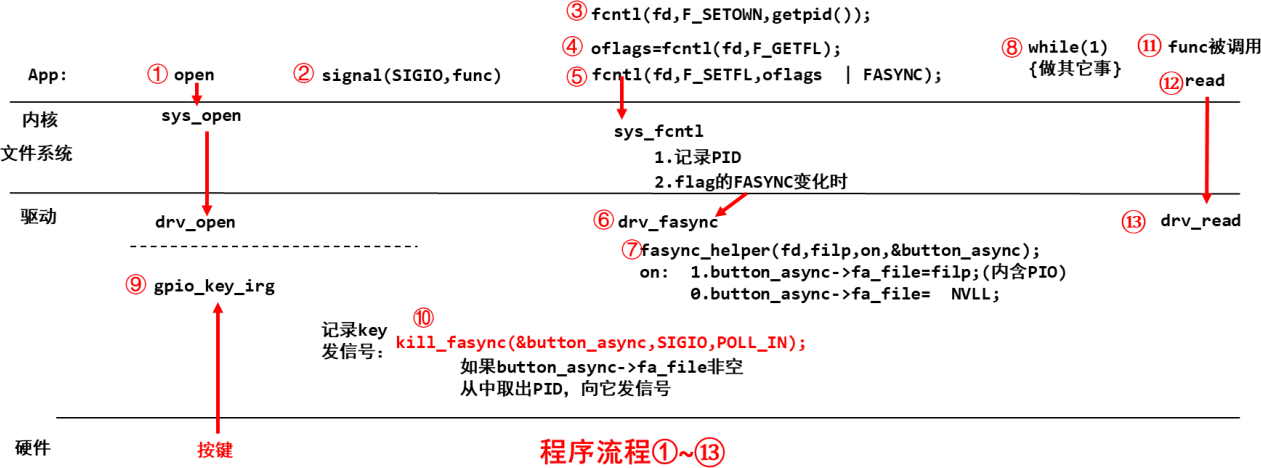 ③ fcntl(fd,F_SETOWN,getpid());
④ oflags=fcntl(fd,F_GETFL);
⑧ while(1)
{做其它事}
⑪ func被调用
App:
① open
② signal(SIGIO,func)
⑤ fcntl(fd,F_SETFL,oflags | FASYNC);
⑫ read
内核
文件系统
sys_open
sys_fcntl
1.记录PID
2.flag的FASYNC变化时
驱动
drv_open
⑥ drv_fasync
⑬ drv_read
⑦ fasync_helper(fd,filp,on,&button_async);
on: 1.button_async->fa_file=filp;(内含PIO)
0.button_async->fa_file= NVLL;
⑨ gpio_key_irg
⑩
记录key
发信号: kill_fasync(&button_async,SIGIO,POLL_IN);
如果button_async->fa_file非空
从中取出PID，向它发信号
硬件
按键
程序流程①~⑬